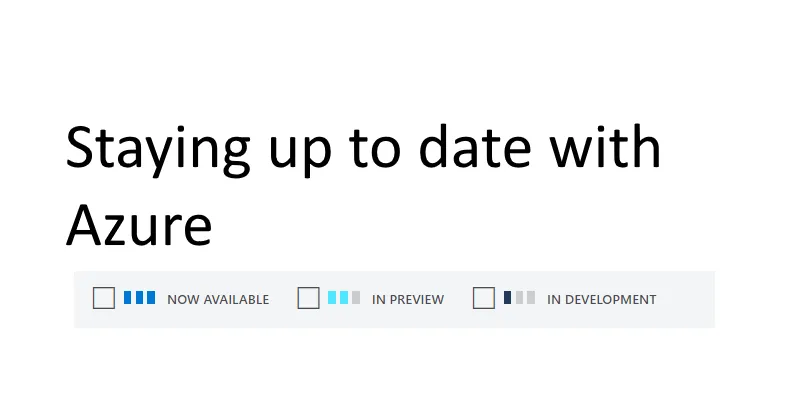 Staying up to date with
Azure
NOW AVAILABLE IN PREVIEW IN DEVELOPMENT